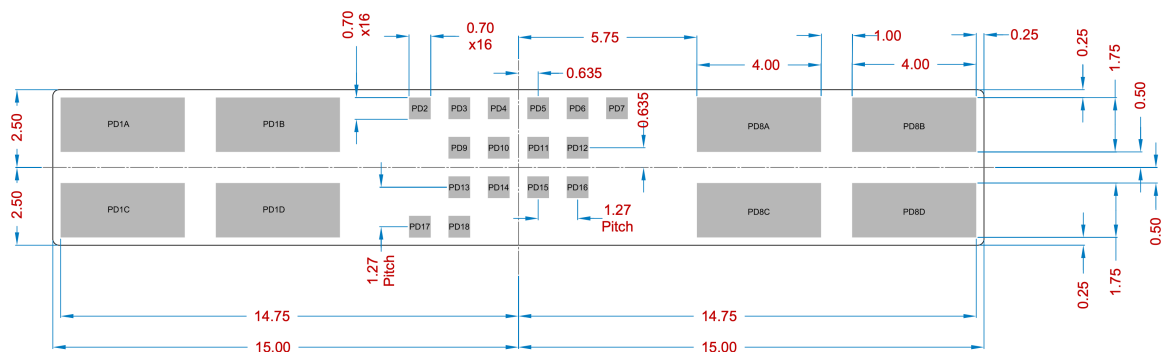 0.70
x16
0.70
x16
5.75
1.00
0.25
4.00
4.00
0.635
0.25
1.75
0.50
0.635
2.50
2.50
PD1A
PD1B
PD2
PD3
PD4
PD5
PD6
PD7
PD8A
PD8B
PD9
PD10
PD11
PD12
PD13
PD14
PD15
PD16
PD1C
PD1D
PD17
PD18
PD8C
PD8D
1.27
Pitch
1.27
Pitch
0.25
1.75
0.50
14.75
14.75
15.00
15.00